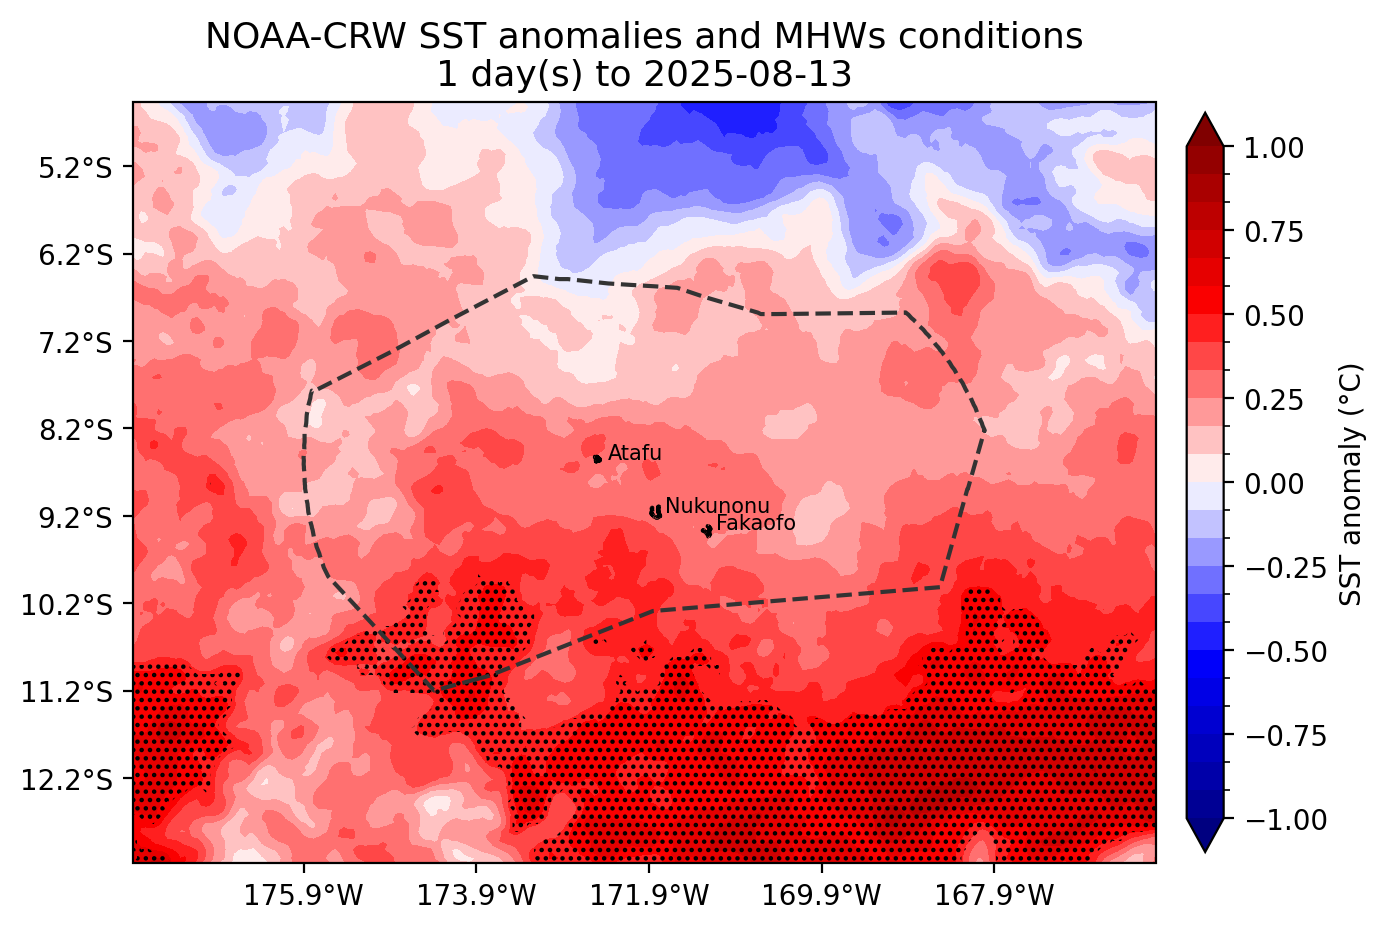 NOAA-CRW SST anomalies and MHWs conditions
1 day(s) to 2025-08-13
5.2°S
6.2°S
7.2°S
8.2°S
9.2°S
10.2°S
11.2°S
12.2°S
Atafu
Nukunonu
Fakaofo
175.9°W
173.9°W
171.9°W
169.9°W
167.9°W
1.00
0.75
0.50
0.25
0.00
−0.25
−0.50
−0.75
−1.00
SST anomaly (°C)